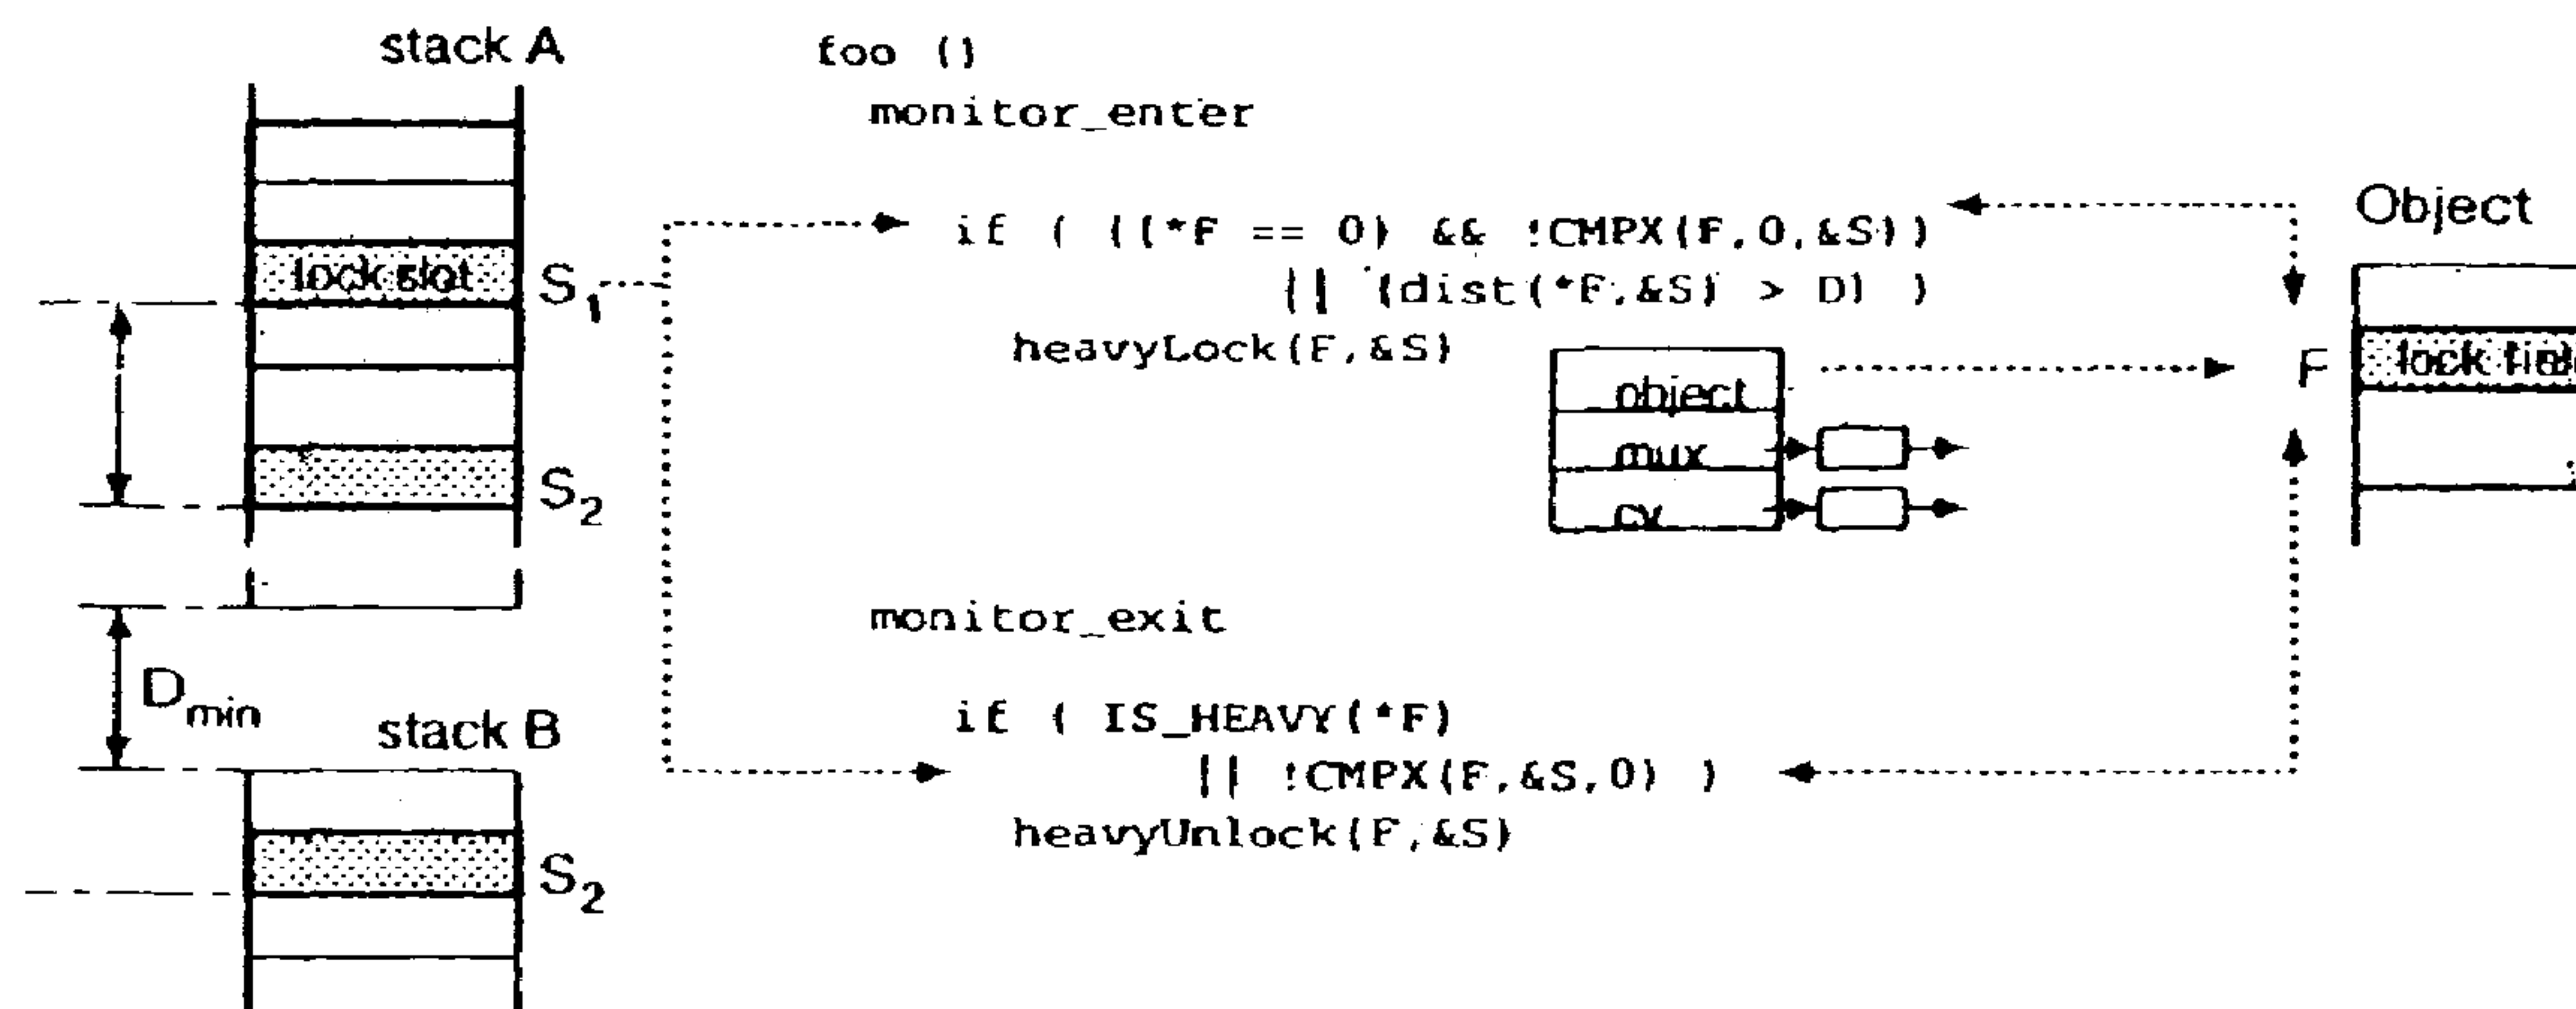 stack A
lock slot
S1
S2
Dmin
stack B
S2
foo ()
monitor_enter
if ( ((*F == 0) && !CMPX(F,0,&S))
|| (dist(*F,&S) > D) )
heavyLock(F,&S)
object
mux
cv
monitor_exit
if ( IS_HEAVY(*F)
|| !CMPX(F,&S,0) )
heavyUnlock(F,&S)
Object
F
lock